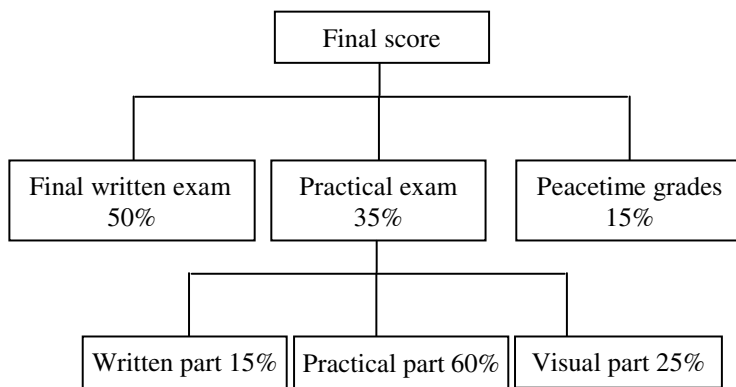 Final score
Final written exam
50%
Practical exam
35%
Peacetime grades
15%
Written part 15%
Practical part 60%
Visual part 25%